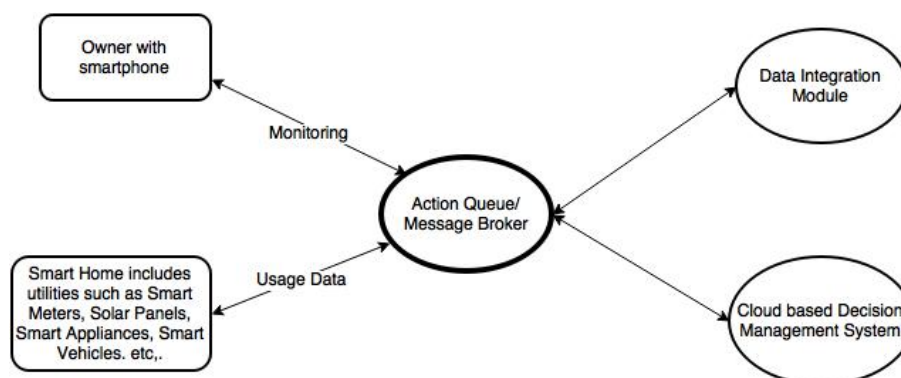 Owner with
smartphone
Data Integration
Module
Monitoring
Action Queue/
Message Broker
Usage Data
Smart Home includes
utilities such as Smart
Meters, Solar Panels,
Smart Appliances, Smart
Vehicles. etc,.
Cloud based Decision
Management System